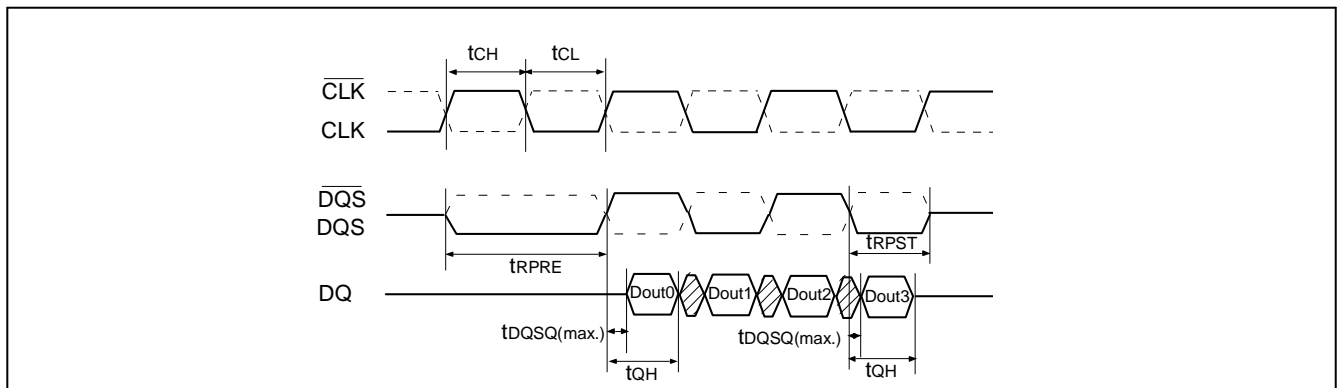 tCH tCL
CLK
CLK
DQS
DQS
tRPRE
tRPST
DQ
Dout0 Dout1 Dout2 Dout3
tDQSQ(max.) tDQSQ(max.)
tQH tQH